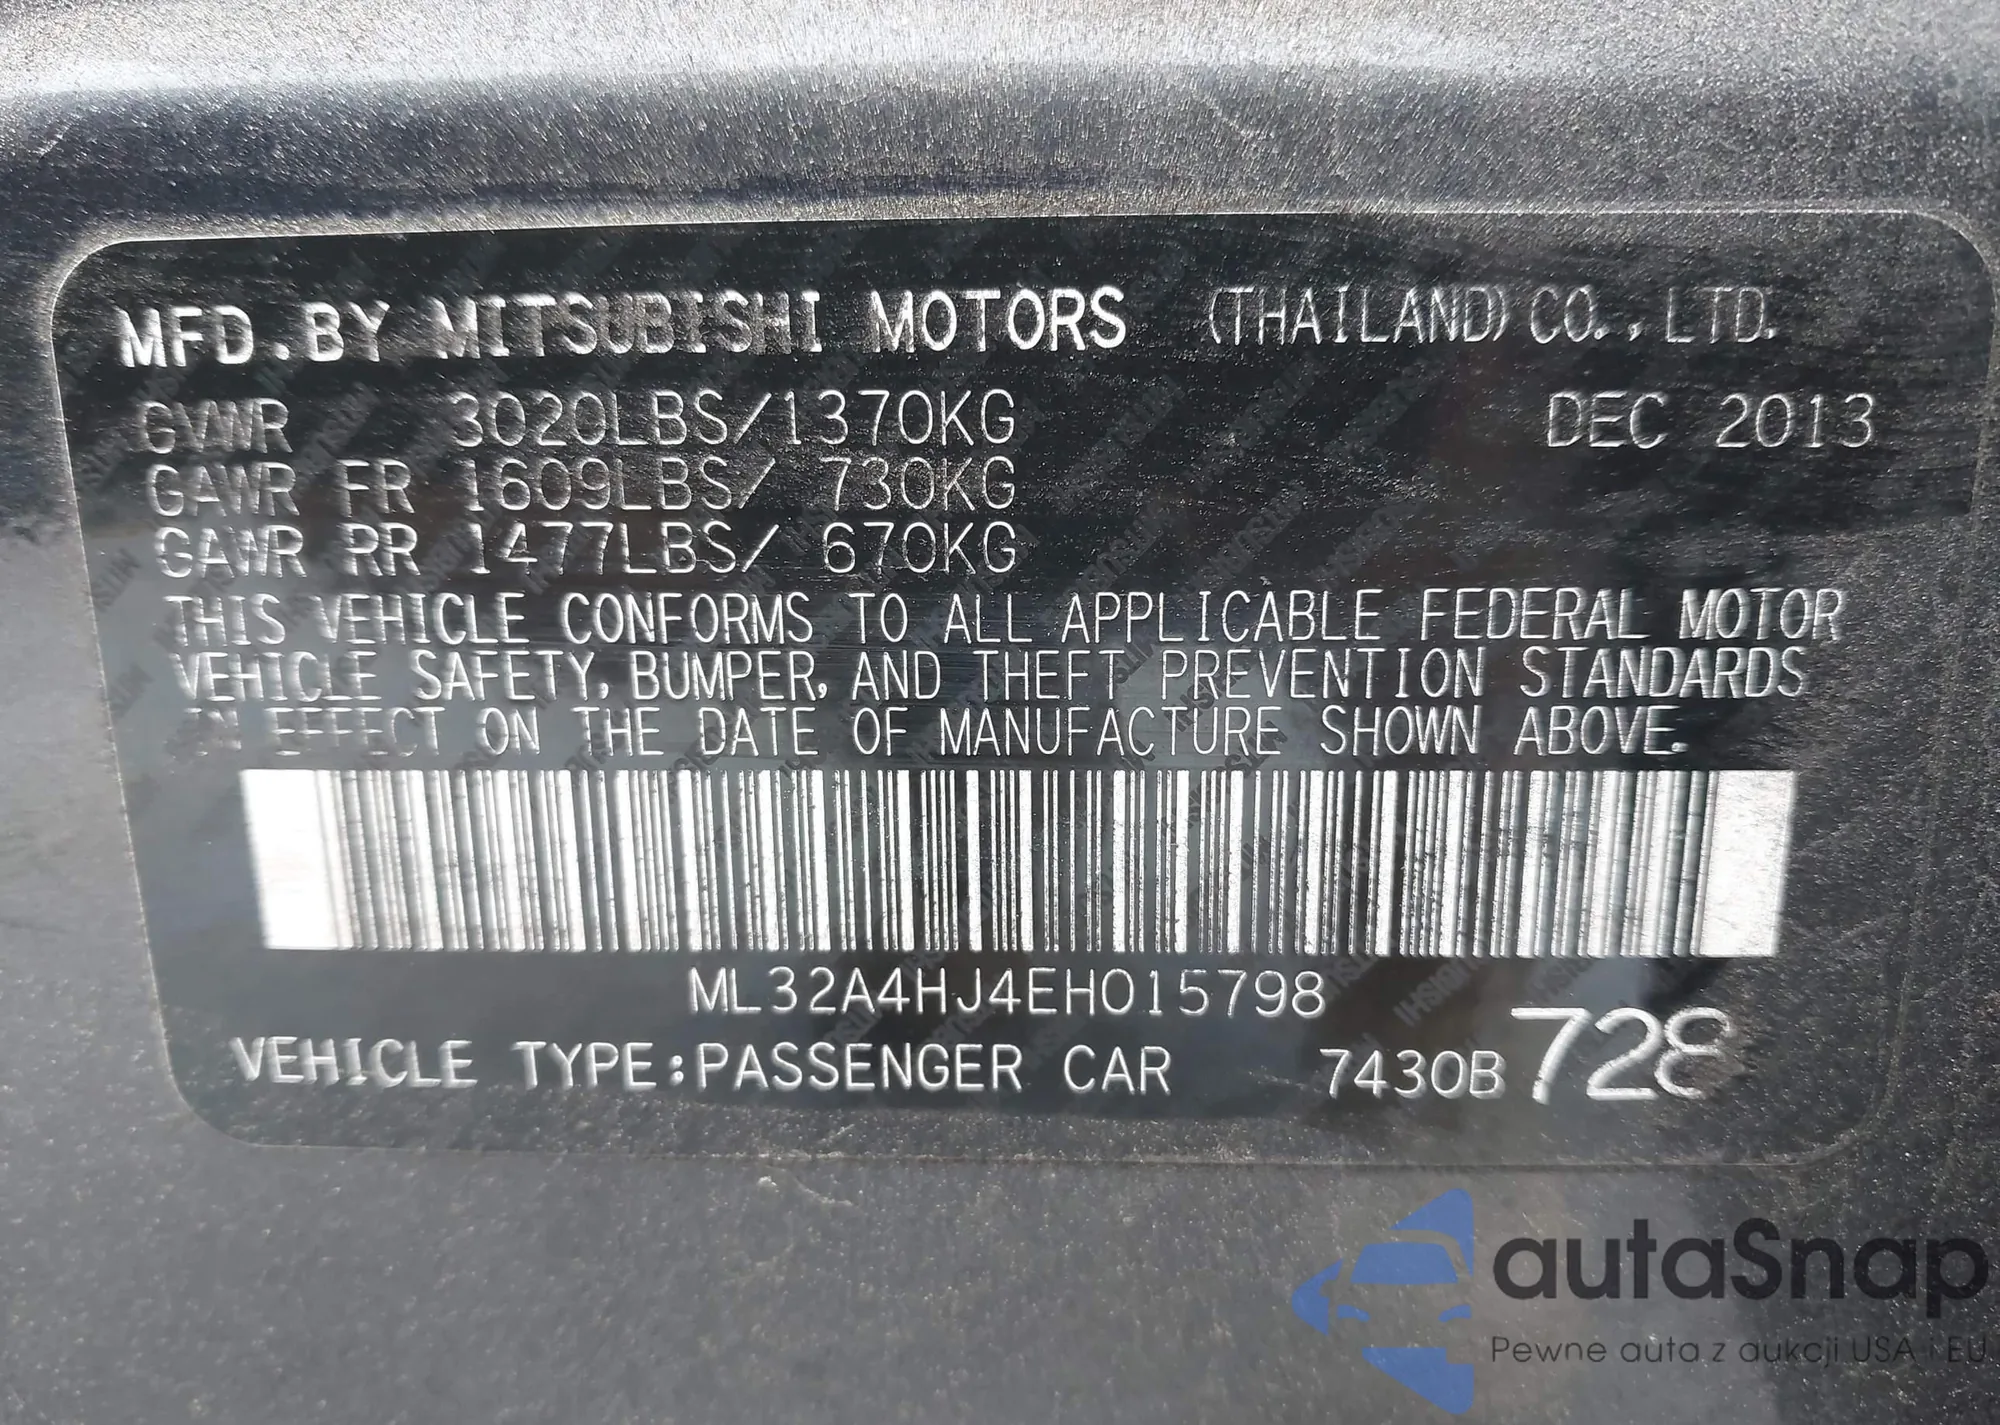 MFD.BY MITSUBISHI MOTORS (THAILAND) CO., LTD.
GVWR 3020LBS/1370KG DEC 2013
GAWR FR 1609LBS/ 730KG
GAWR RR 1477LBS/ 670KG
THIS VEHICLE CONFORMS TO ALL APPLICABLE FEDERAL MOTOR
VEHICLE SAFETY, BUMPER, AND THEFT PREVENTION STANDARDS
IN EFFECT ON THE DATE OF MANUFACTURE SHOWN ABOVE.
ML32A4HJ4EH015798
VEHICLE TYPE:PASSENGER CAR 7430B 728
autaSnap
Pewne auta z aukcji USA i EU